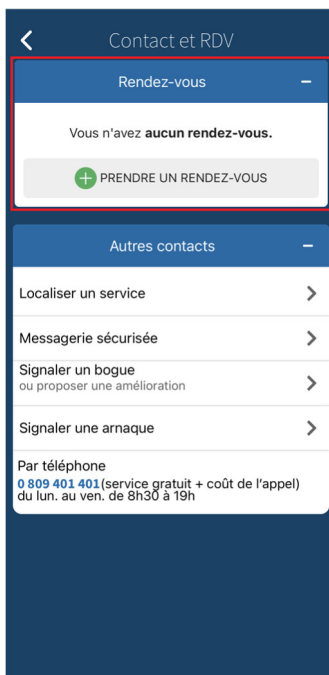 Contact et RDV
Rendez-vous
Vous n'avez aucun rendez-vous.
PRENDRE UN RENDEZ-VOUS
Autres contacts
Localiser un service
Messagerie sécurisée
Signaler un bogue
ou proposer une amélioration
Signaler une arnaque
Par téléphone
0 809 401 401(service gratuit + coût de l'appel)
du lun. au ven. de 8h30 à 19h